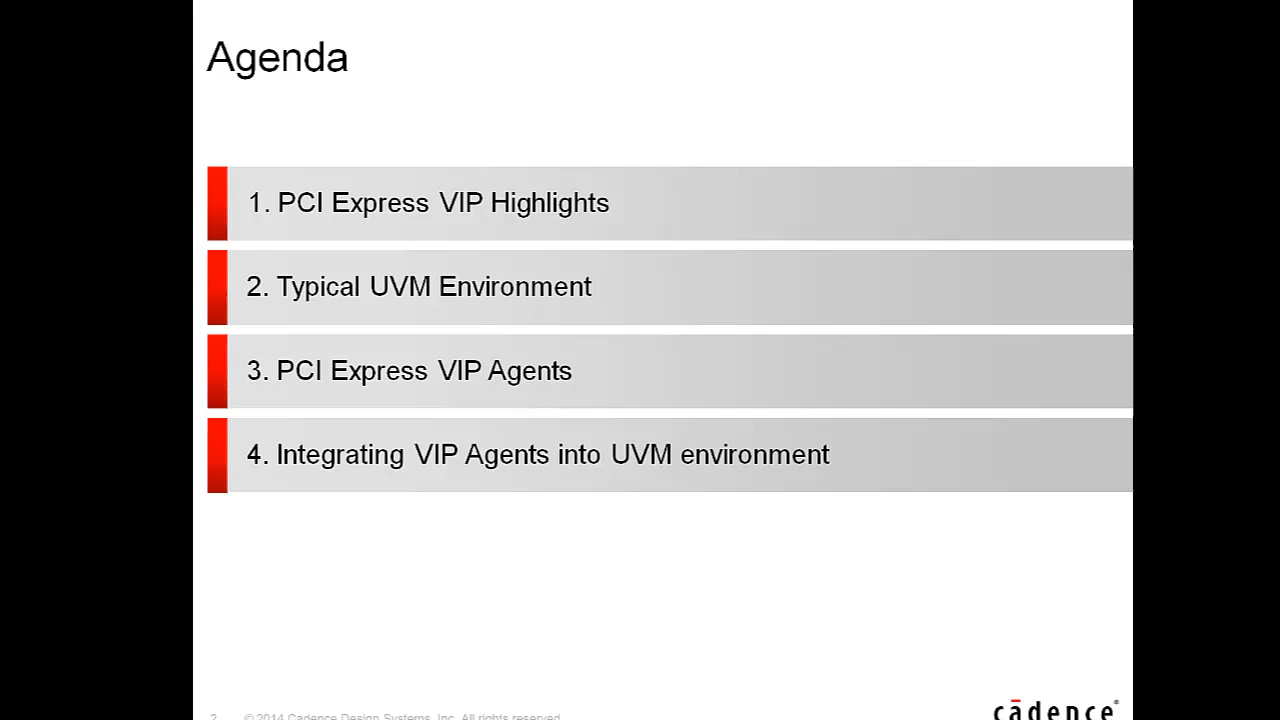 Agenda
1. PCI Express VIP Highlights
2. Typical UVM Environment
3. PCI Express VIP Agents
4. Integrating VIP Agents into UVM environment
2 © 2014 Cadence Design Systems, Inc. All rights reserved.
cādence®